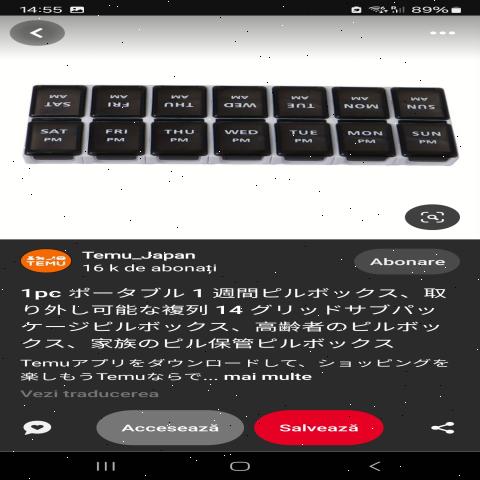 14:55 89%
SAT AM FRI AM THU AM WED AM TUE AM MON AM SUN AM
SAT PM FRI PM THU PM WED PM TUE PM MON PM SUN PM
TEMU
Temu_Japan
16 k de abonați
Abonare
1pc ポータブル 1 週間ピルボックス、取
り外し可能な複列 14 グリッドサブパッ
ケージピルボックス、高齢者のピルボッ
クス、家族のピル保管ピルボックス
Temuアプリをダウンロードして、ショッピングを
楽しもうTemuならで... mai multe
Vezi traducerea
Accesează
Salvează